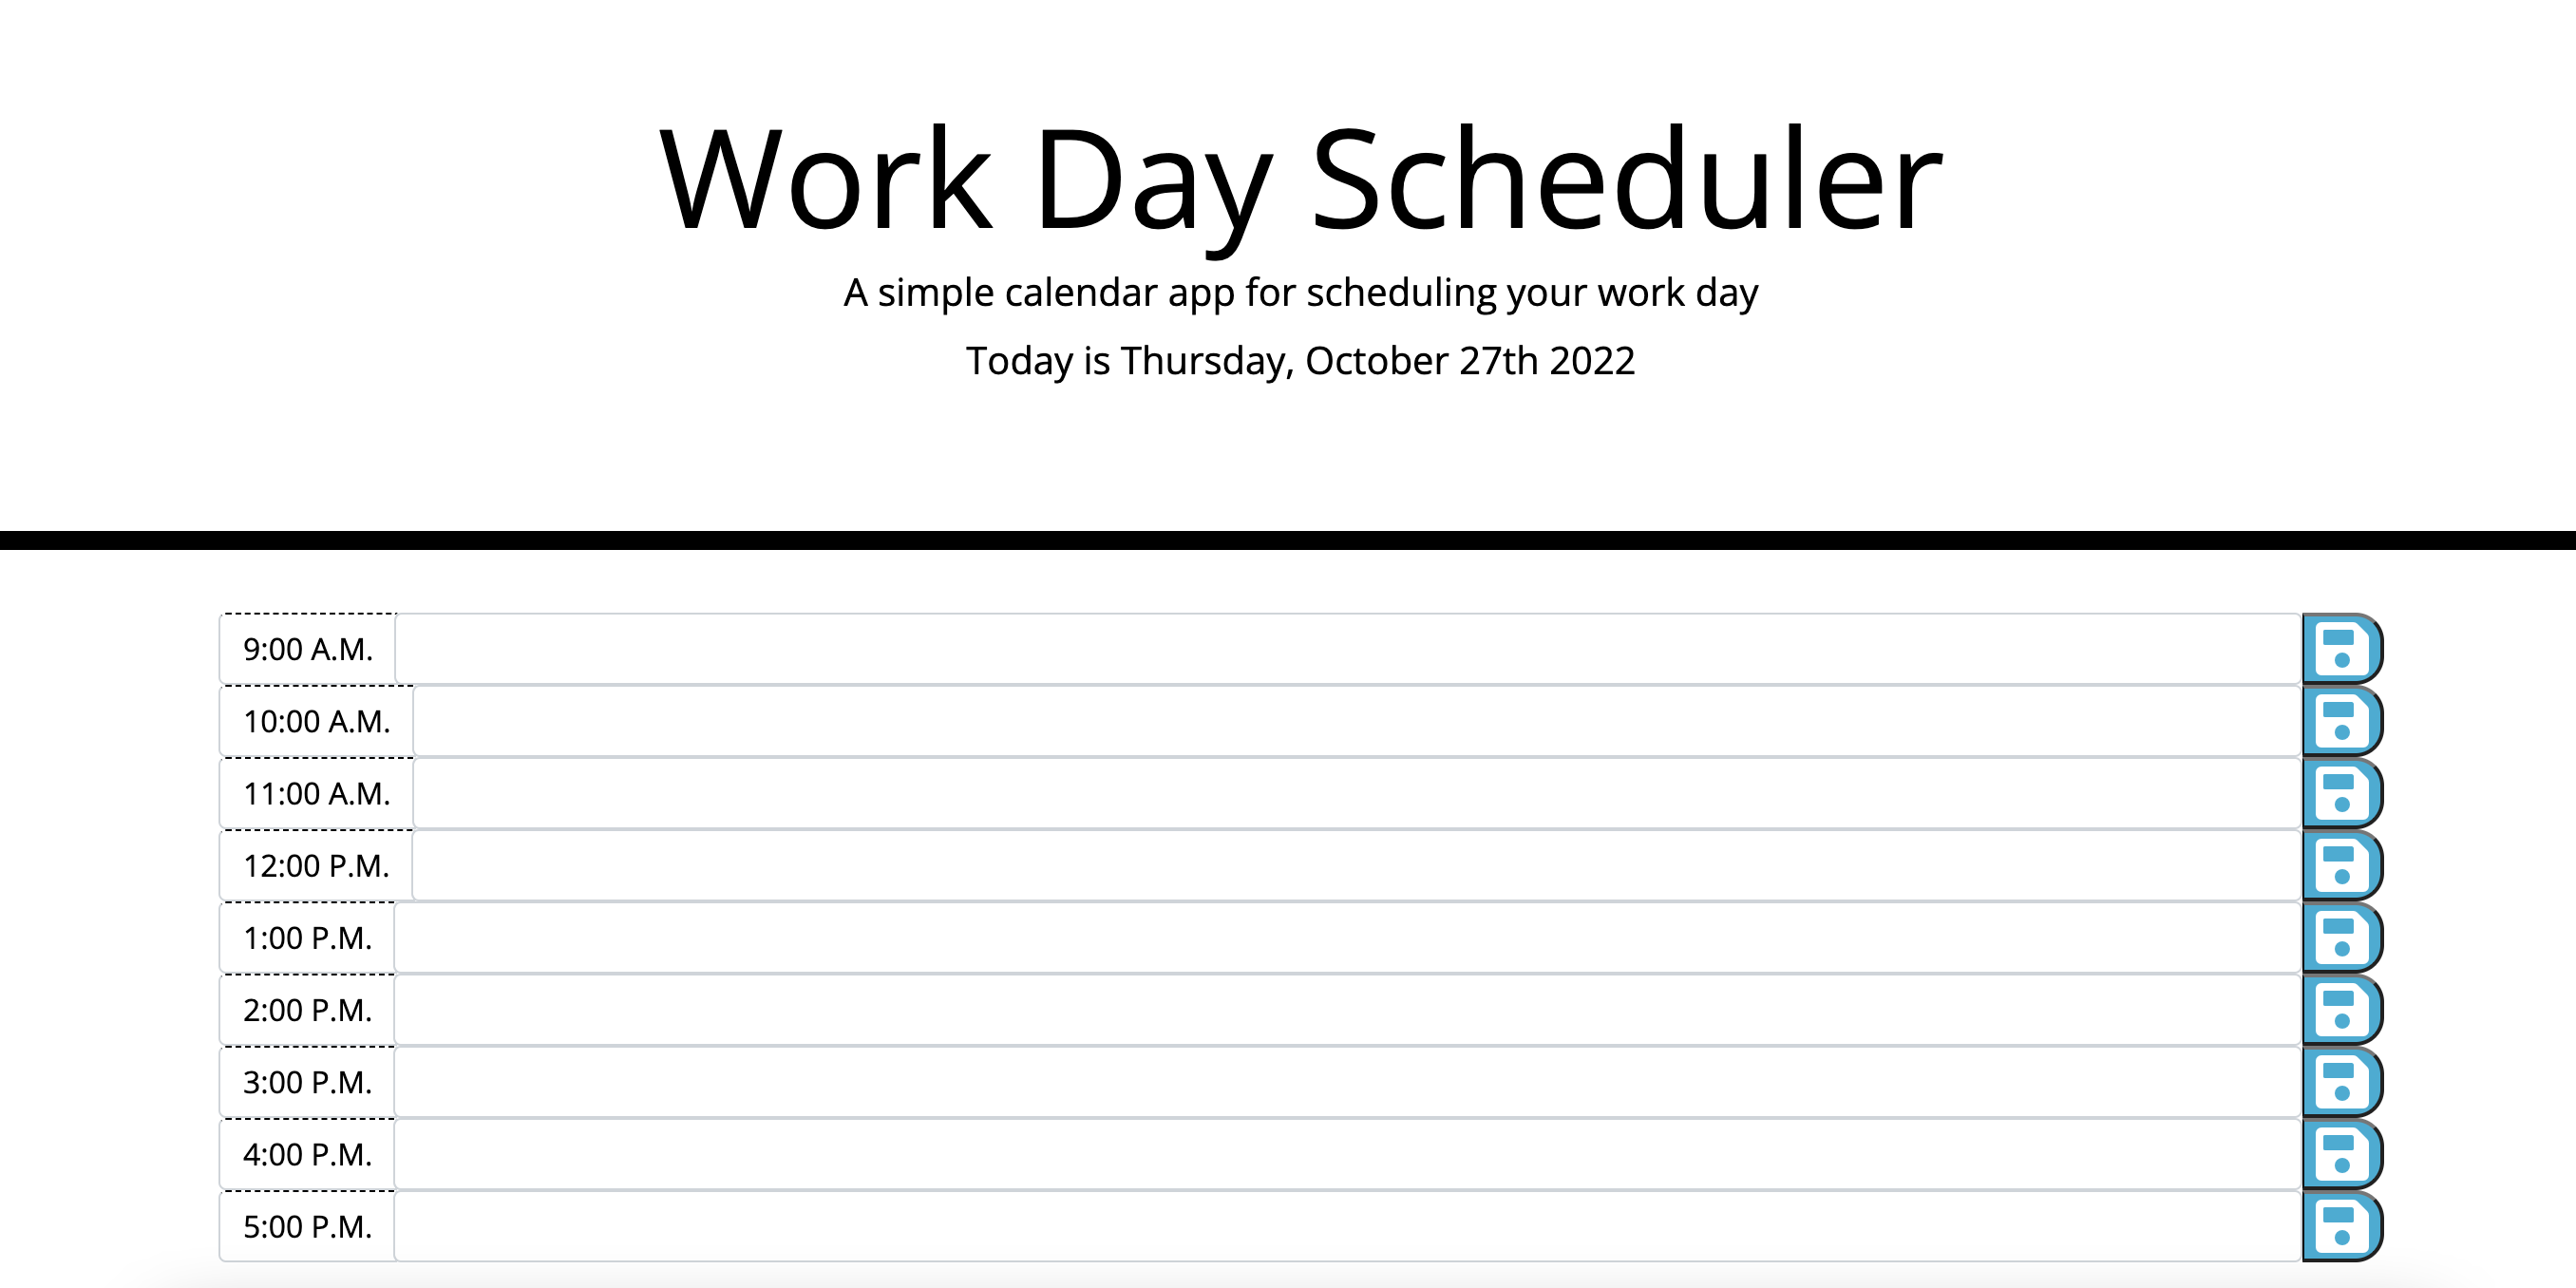 Work Day Scheduler
A simple calendar app for scheduling your work day
Today is Thursday, October 27th 2022
9:00 A.M.
10:00 A.M.
11:00 A.M.
12:00 P.M.
1:00 P.M.
2:00 P.M.
3:00 P.M.
4:00 P.M.
5:00 P.M.